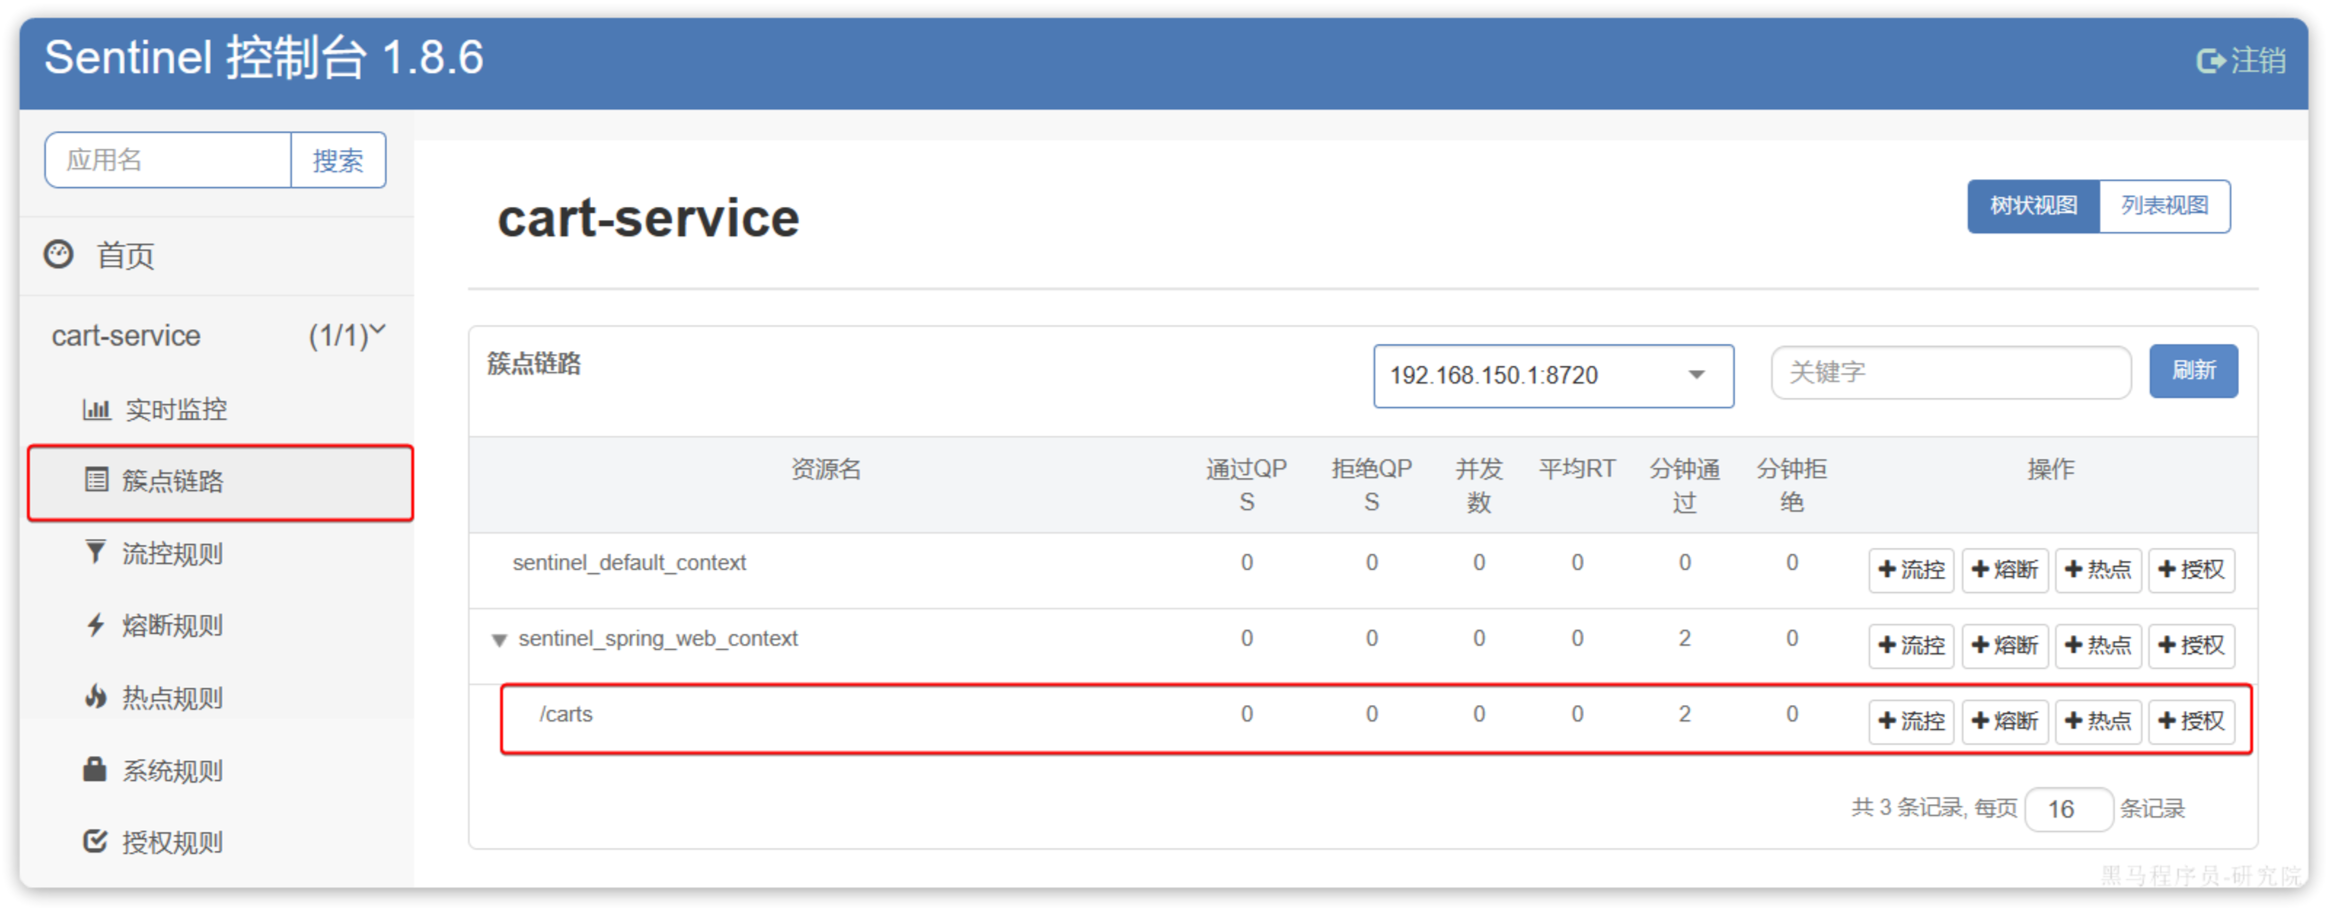 Sentinel 控制台 1.8.6
注销
应用名 搜索
首页
cart-service (1/1)
实时监控
簇点链路
流控规则
熔断规则
热点规则
系统规则
授权规则
cart-service
树状视图 列表视图
簇点链路 192.168.150.1:8720 关键字 刷新
资源名 通过QPS 拒绝QPS 并发数 平均RT 分钟通过 分钟拒绝 操作
sentinel_default_context 0 0 0 0 0 0 流控 熔断 热点 授权
sentinel_spring_web_context 0 0 0 0 2 0 流控 熔断 热点 授权
/carts 0 0 0 0 2 0 流控 熔断 热点 授权
共 3 条记录, 每页 16 条记录
黑马程序员-研究院